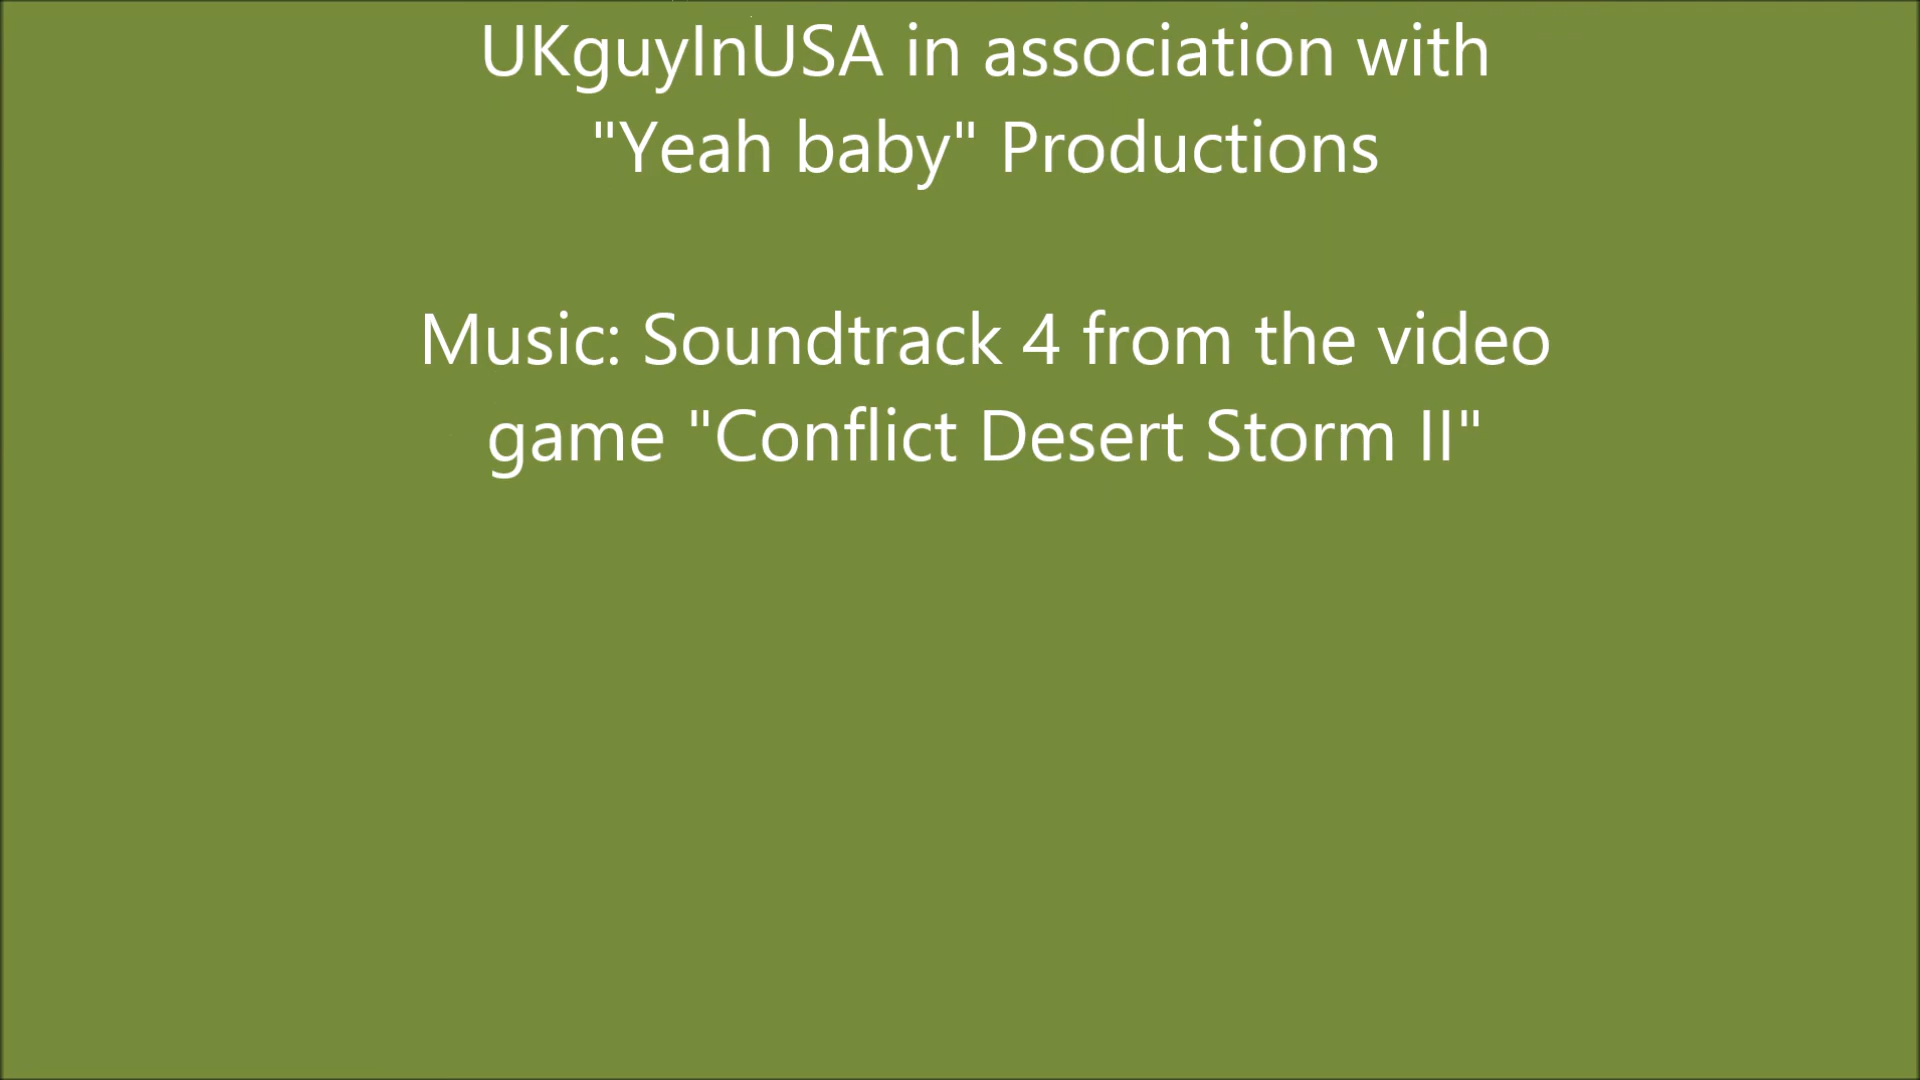 UKguyInUSA in association with
"Yeah baby" Productions
Music: Soundtrack 4 from the video
game "Conflict Desert Storm II"